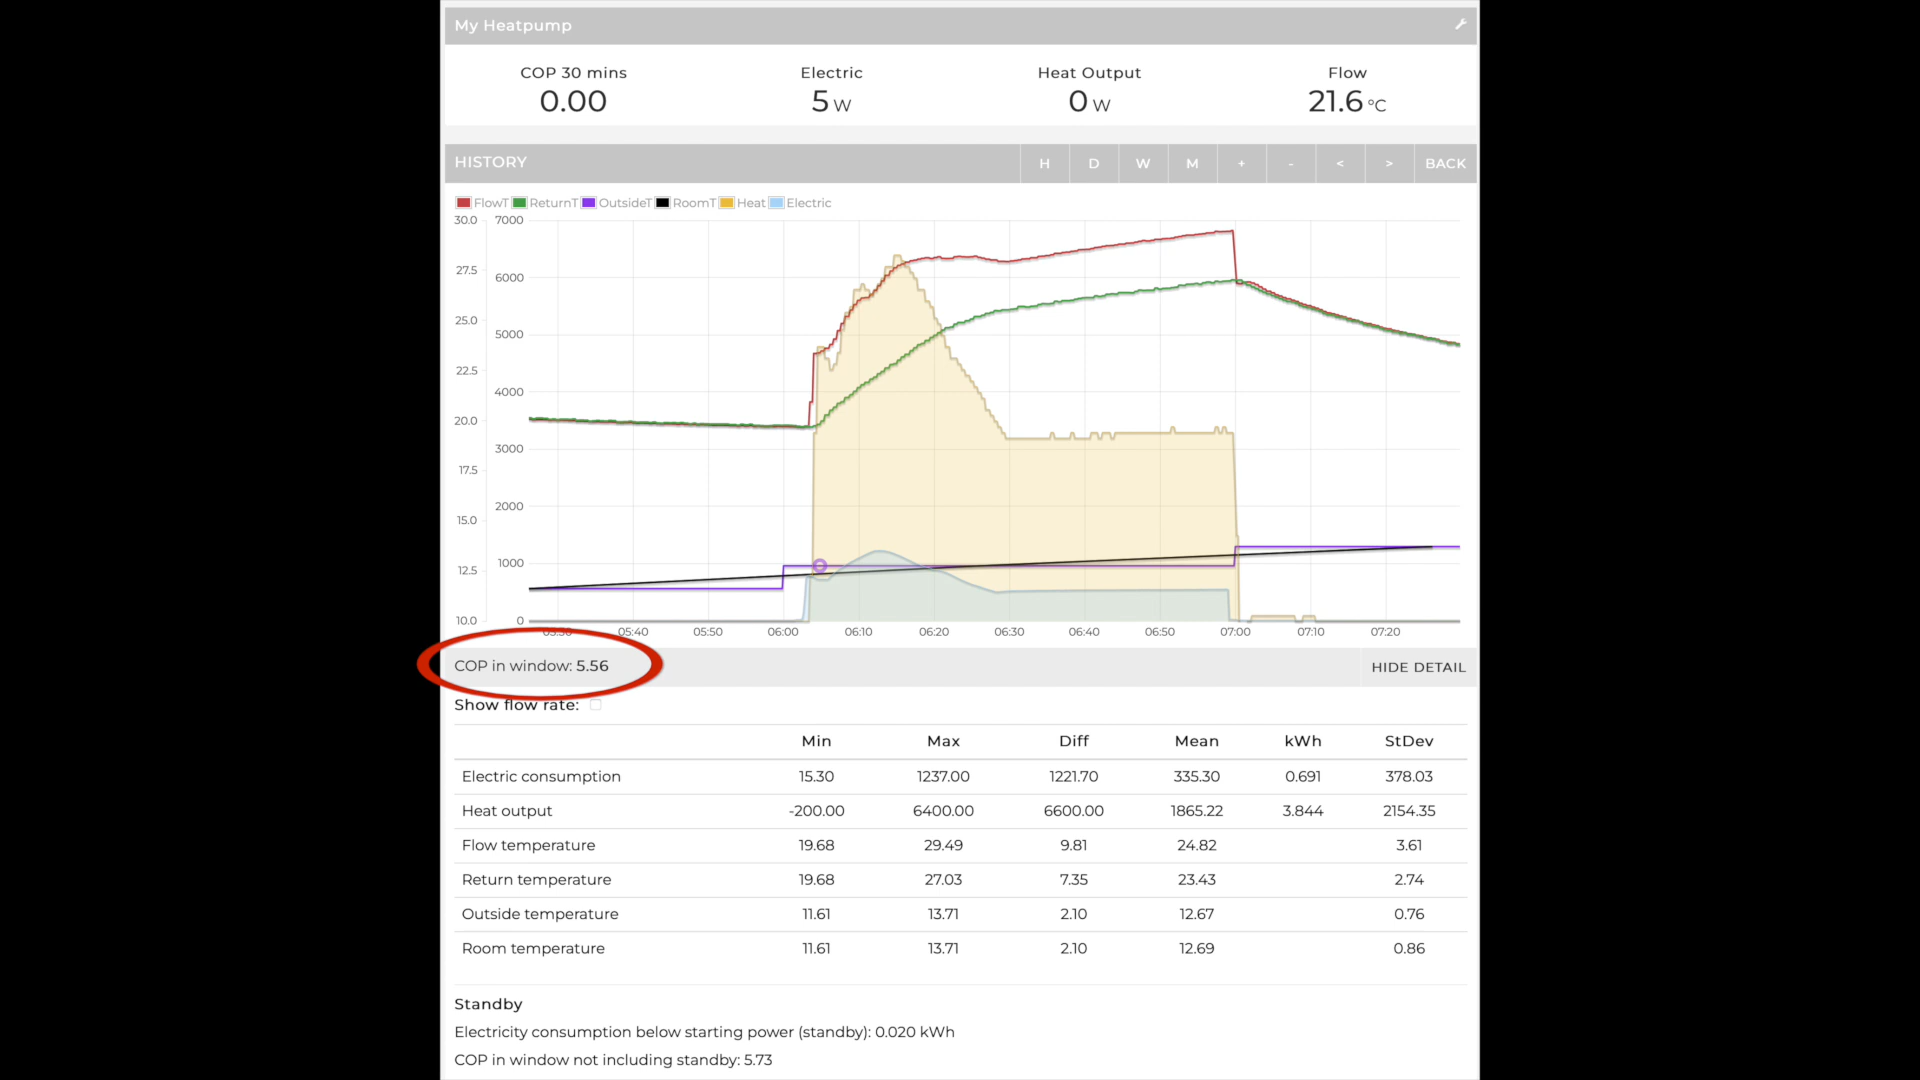 My Heatpump
COP 30 mins Electric Heat Output Flow
0.00 5 W 0 W 21.6 °C
HISTORY H D W M + - < > BACK
FlowT ReturnT OutsideT RoomT Heat Electric
30.0 7000
27.5 6000
25.0 5000
22.5 4000
20.0 3000
17.5 2000
15.0 1000
12.5
10.0 0
05:30 05:40 05:50 06:00 06:10 06:20 06:30 06:40 06:50 07:00 07:10 07:20
COP in window: 5.56 HIDE DETAIL
Show flow rate:
Min Max Diff Mean kWh StDev
Electric consumption 15.30 1237.00 1221.70 335.30 0.691 378.03
Heat output -200.00 6400.00 6600.00 1865.22 3.844 2154.35
Flow temperature 19.68 29.49 9.81 24.82 3.61
Return temperature 19.68 27.03 7.35 23.43 2.74
Outside temperature 11.61 13.71 2.10 12.67 0.76
Room temperature 11.61 13.71 2.10 12.69 0.86
Standby
Electricity consumption below starting power (standby): 0.020 kWh
COP in window not including standby: 5.73